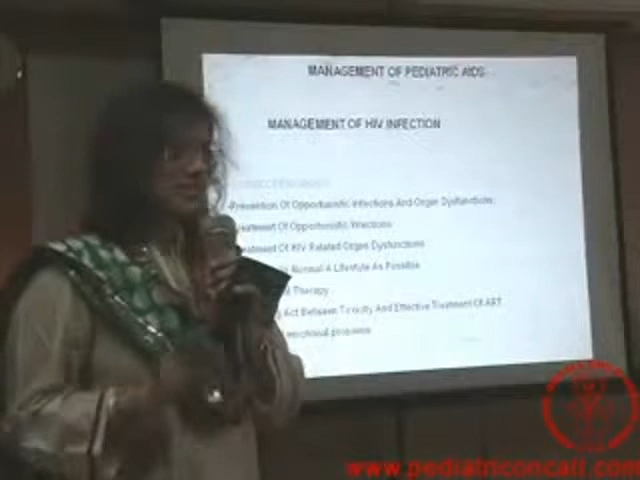 MANAGEMENT OF PEDIATRIC AIDS
MANAGEMENT OF HIV INFECTION
Prevention Of Opportunistic Infections And Organ Dysfunctions
Of Opportunistic Infections
Of HIV Related Organ Dysfunctions
Normal A Lifestyle As Possible
Therapy
Act Between Toxicity And Effective Treatment Of ART
emotional problems
www.pediatriconcall.com